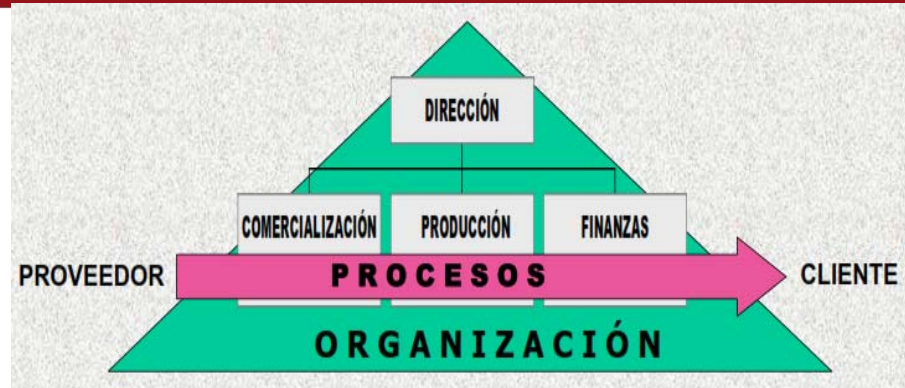 DIRECCIÓN
COMERCIALIZACIÓN PRODUCCIÓN FINANZAS
PROVEEDOR PROCESOS CLIENTE
ORGANIZACIÓN